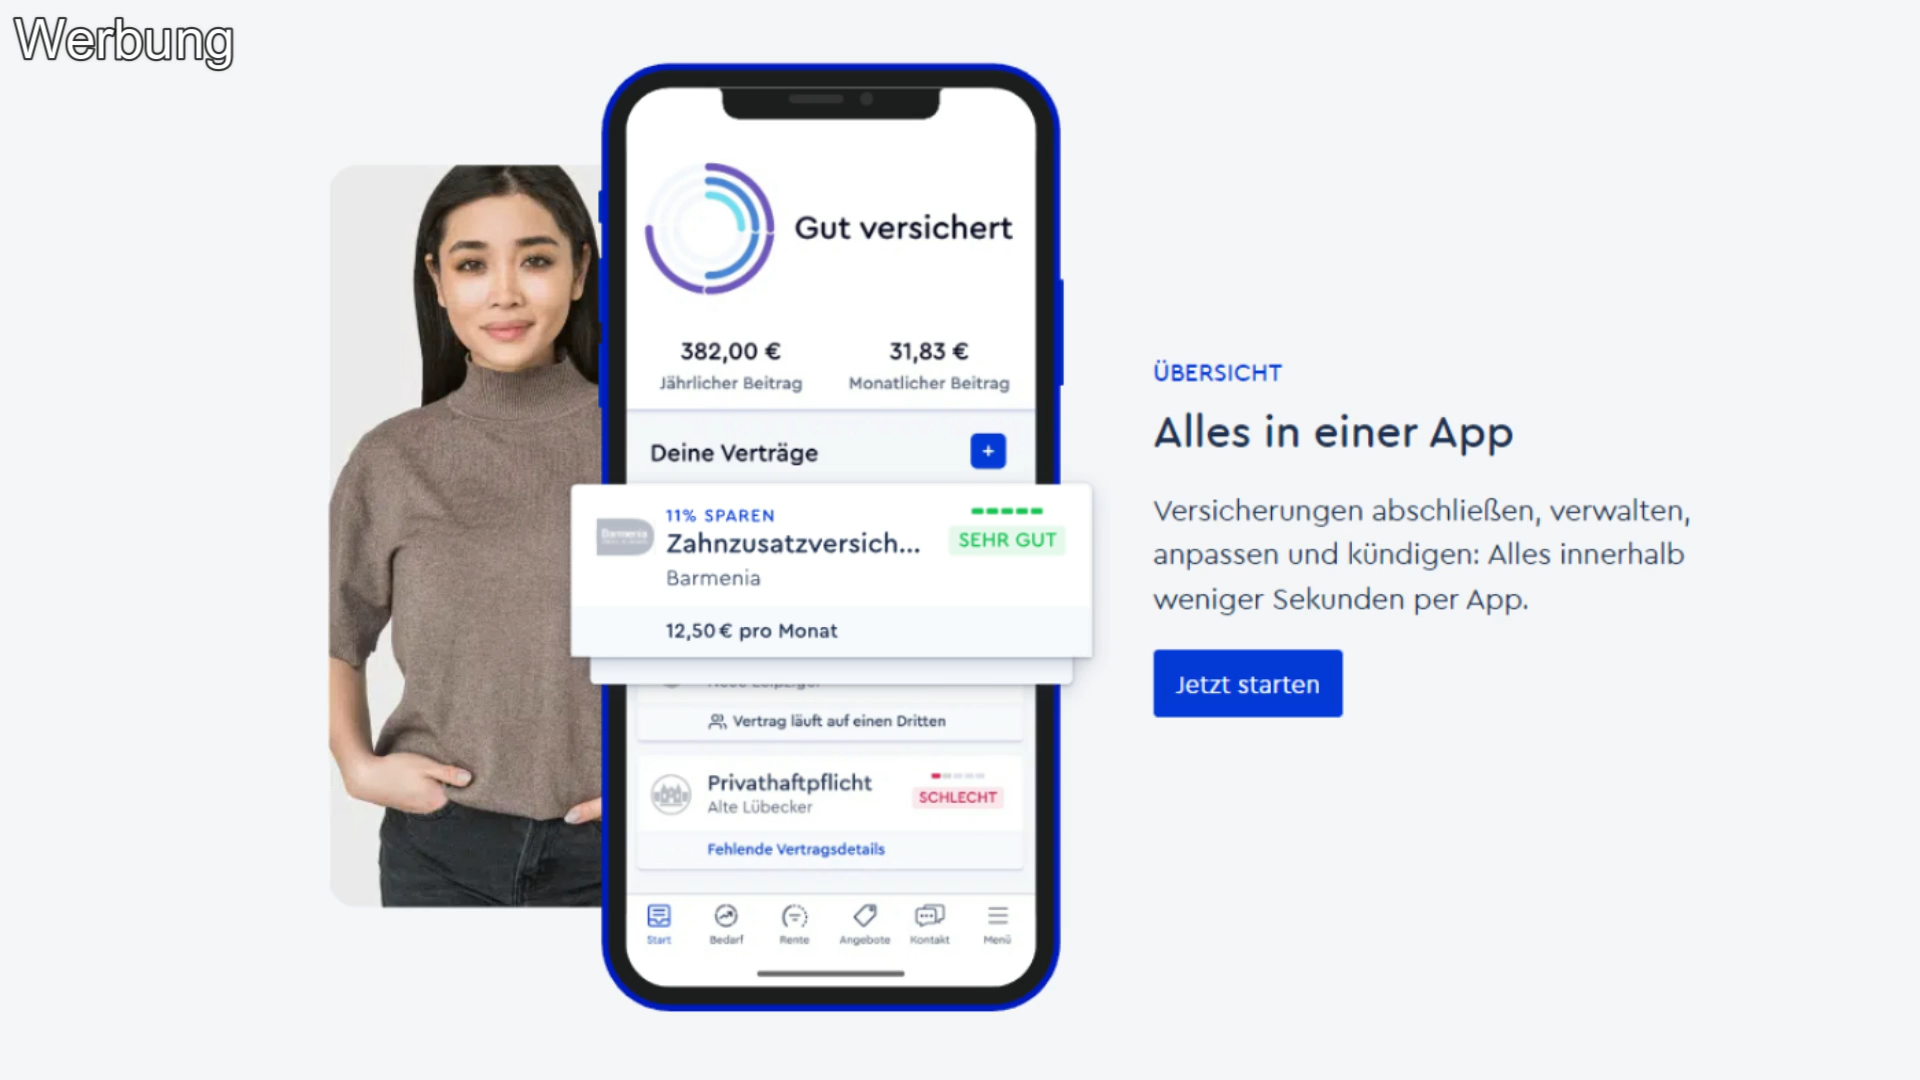 Werbung
Gut versichert
382,00 €
Jährlicher Beitrag
31,83 €
Monatlicher Beitrag
Deine Verträge
+
11% SPAREN
Barmenia
Zahnzusatzversich...
SEHR GUT
Barmenia
12,50 € pro Monat
Vertrag läuft auf einen Dritten
Privathaftpflicht
SCHLECHT
Alte Lübecker
Fehlende Vertragsdetails
Start
Bedarf
Rente
Angebote
Kontakt
Menü
ÜBERSICHT
Alles in einer App
Versicherungen abschließen, verwalten,
anpassen und kündigen: Alles innerhalb
weniger Sekunden per App.
Jetzt starten